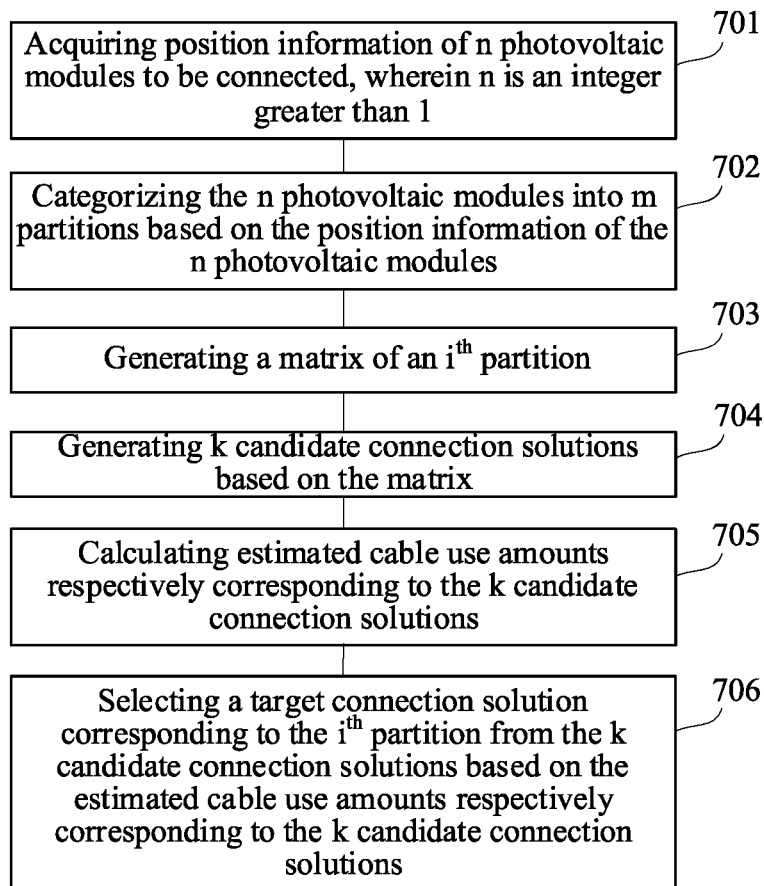 701
Acquiring position information of n photovoltaic
modules to be connected, wherein n is an integer
greater than 1
702
Categorizing the n photovoltaic modules into m
partitions based on the position information of the
n photovoltaic modules
703
Generating a matrix of an iᵗʰ partition
704
Generating k candidate connection solutions
based on the matrix
705
Calculating estimated cable use amounts
respectively corresponding to the k candidate
connection solutions
706
Selecting a target connection solution
corresponding to the iᵗʰ partition from the k
candidate connection solutions based on the
estimated cable use amounts respectively
corresponding to the k candidate connection
solutions